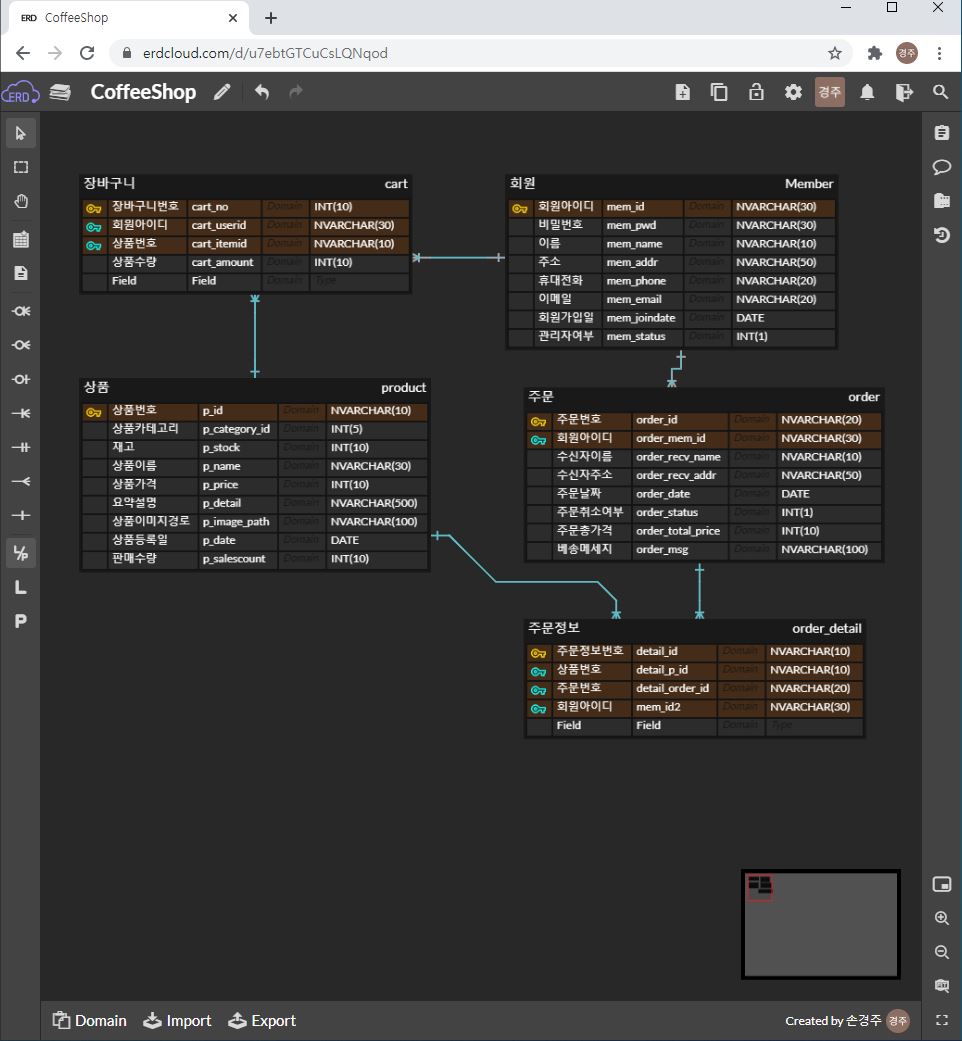 ERD CoffeeShop
erdcloud.com/d/u7ebtGTCuCsLQNqod 경주
ERD CoffeeShop 경주
장바구니 cart
장바구니번호 cart_no Domain INT(10)
회원아이디 cart_userid Domain NVARCHAR(30)
상품번호 cart_itemid Domain NVARCHAR(10)
상품수량 cart_amount Domain INT(10)
Field Field Domain Type
회원 Member
회원아이디 mem_id Domain NVARCHAR(30)
비밀번호 mem_pwd Domain NVARCHAR(30)
이름 mem_name Domain NVARCHAR(10)
주소 mem_addr Domain NVARCHAR(50)
휴대전화 mem_phone Domain NVARCHAR(20)
이메일 mem_email Domain NVARCHAR(20)
회원가입일 mem_joindate Domain DATE
관리자여부 mem_status Domain INT(1)
상품 product
상품번호 p_id Domain NVARCHAR(10)
상품카테고리 p_category_id Domain INT(5)
재고 p_stock Domain INT(10)
상품이름 p_name Domain NVARCHAR(30)
상품가격 p_price Domain INT(10)
요약설명 p_detail Domain NVARCHAR(500)
상품이미지경로 p_image_path Domain NVARCHAR(100)
상품등록일 p_date Domain DATE
판매수량 p_salescount Domain INT(10)
주문 order
주문번호 order_id Domain NVARCHAR(20)
회원아이디 order_mem_id Domain NVARCHAR(30)
수신자이름 order_recv_name Domain NVARCHAR(10)
수신자주소 order_recv_addr Domain NVARCHAR(50)
주문날짜 order_date Domain DATE
주문취소여부 order_status Domain INT(1)
주문총가격 order_total_price Domain INT(10)
배송메세지 order_msg Domain NVARCHAR(100)
주문정보 order_detail
주문정보번호 detail_id Domain NVARCHAR(10)
상품번호 detail_p_id Domain NVARCHAR(10)
주문번호 detail_order_id Domain NVARCHAR(20)
회원아이디 mem_id2 Domain NVARCHAR(30)
Field Field Domain Type
L/P
L
P
Domain Import Export Created by 손경주 경주